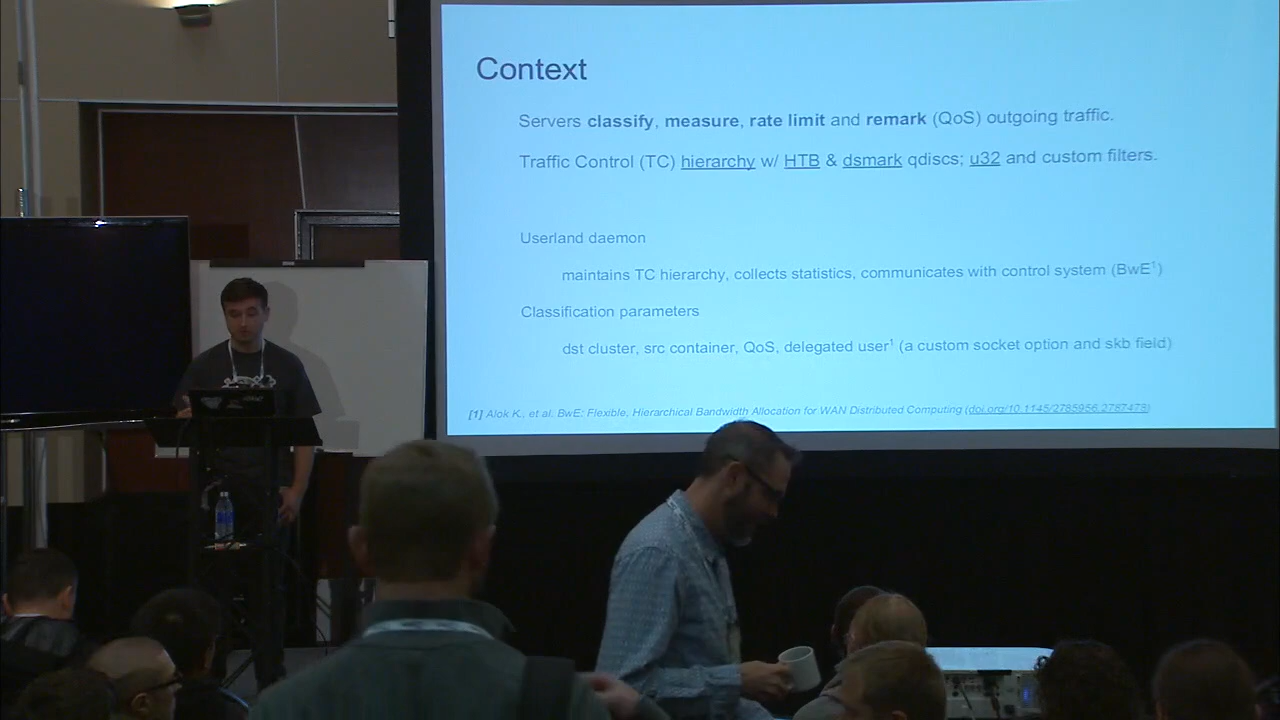 Context
Servers classify, measure, rate limit and remark (QoS) outgoing traffic.
Traffic Control (TC) hierarchy w/ HTB & dsmark qdiscs; u32 and custom filters.
Userland daemon
maintains TC hierarchy, collects statistics, communicates with control system (BwE¹)
Classification parameters
dst cluster, src container, QoS, delegated user¹ (a custom socket option and skb field)
[1] Alok K., et al. BwE: Flexible, Hierarchical Bandwidth Allocation for WAN Distributed Computing (doi.org/10.1145/2785956.2787478)